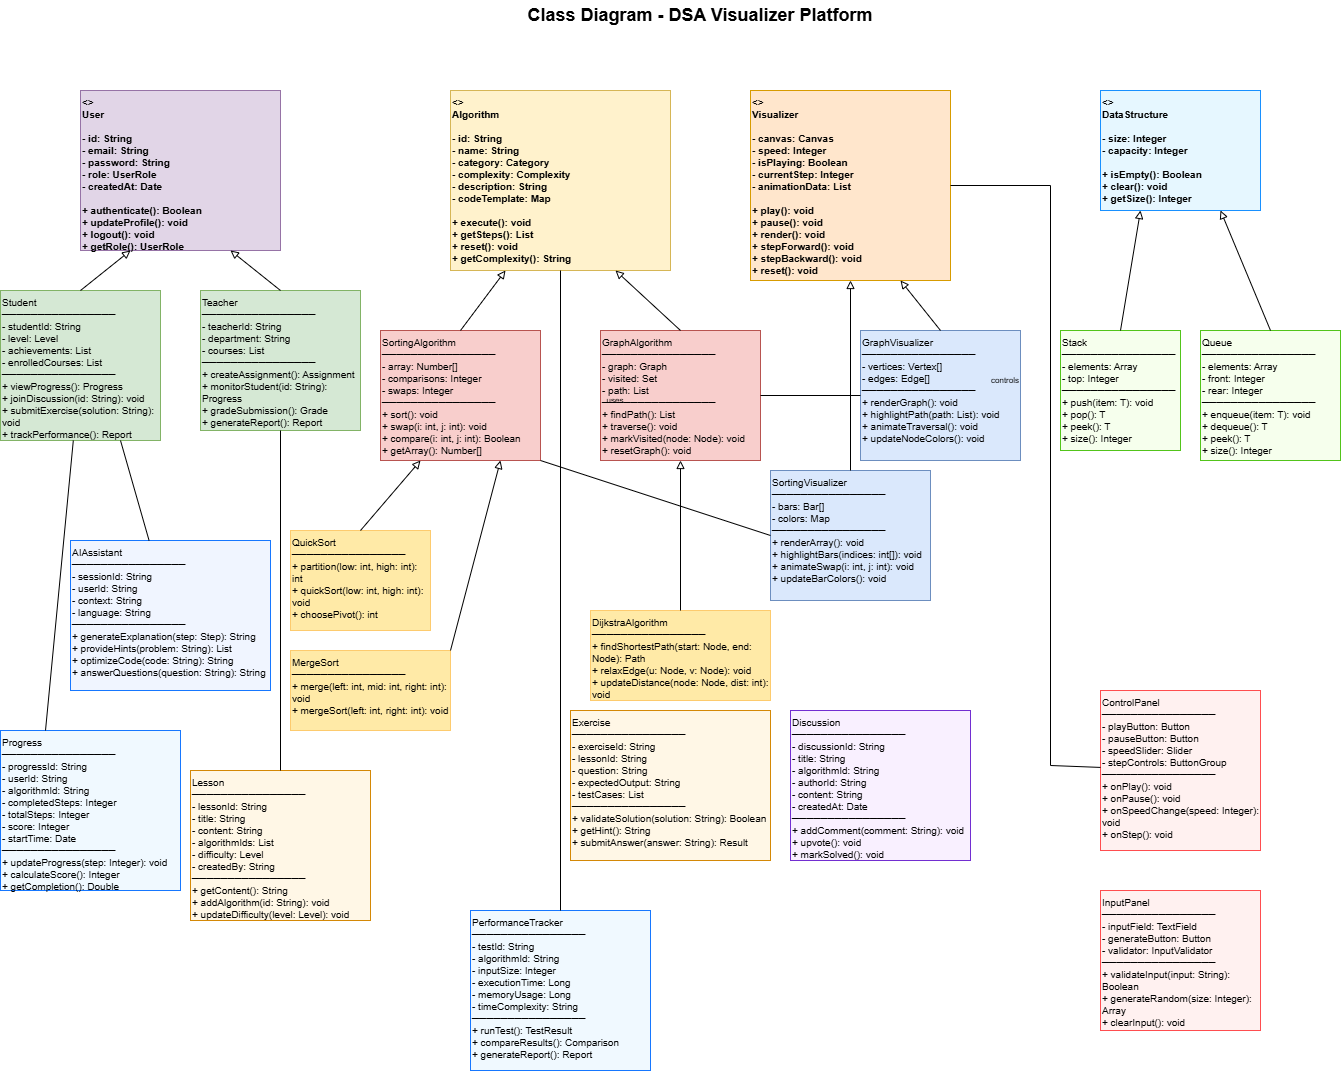 Class Diagram - DSA Visualizer Platform
<>
User
- id: String
- email: String
- password: String
- role: UserRole
- createdAt: Date
+ authenticate(): Boolean
+ updateProfile(): void
+ logout(): void
+ getRole(): UserRole
<>
Algorithm
- id: String
- name: String
- category: Category
- complexity: Complexity
- description: String
- codeTemplate: Map
+ execute(): void
+ getSteps(): List
+ reset(): void
+ getComplexity(): String
<>
Visualizer
- canvas: Canvas
- speed: Integer
- isPlaying: Boolean
- currentStep: Integer
- animationData: List
+ play(): void
+ pause(): void
+ render(): void
+ stepForward(): void
+ stepBackward(): void
+ reset(): void
<>
DataStructure
- size: Integer
- capacity: Integer
+ isEmpty(): Boolean
+ clear(): void
+ getSize(): Integer
Student
- studentId: String
- level: Level
- achievements: List
- enrolledCourses: List
+ viewProgress(): Progress
+ joinDiscussion(id: String): void
+ submitExercise(solution: String):
void
+ trackPerformance(): Report
Teacher
- teacherId: String
- department: String
- courses: List
+ createAssignment(): Assignment
+ monitorStudent(id: String):
Progress
+ gradeSubmission(): Grade
+ generateReport(): Report
SortingAlgorithm
- array: Number[]
- comparisons: Integer
- swaps: Integer
+ sort(): void
+ swap(i: int, j: int): void
+ compare(i: int, j: int): Boolean
+ getArray(): Number[]
GraphAlgorithm
- graph: Graph
- visited: Set
- path: List
uses
+ findPath(): List
+ traverse(): void
+ markVisited(node: Node): void
+ resetGraph(): void
GraphVisualizer
- vertices: Vertex[]
- edges: Edge[]
+ renderGraph(): void
+ highlightPath(path: List): void
+ animateTraversal(): void
+ updateNodeColors(): void
controls
Stack
- elements: Array
- top: Integer
+ push(item: T): void
+ pop(): T
+ peek(): T
+ size(): Integer
Queue
- elements: Array
- front: Integer
- rear: Integer
+ enqueue(item: T): void
+ dequeue(): T
+ peek(): T
+ size(): Integer
SortingVisualizer
- bars: Bar[]
- colors: Map
+ renderArray(): void
+ highlightBars(indices: int[]): void
+ animateSwap(i: int, j: int): void
+ updateBarColors(): void
AIAssistant
- sessionId: String
- userId: String
- context: String
- language: String
+ generateExplanation(step: Step): String
+ provideHints(problem: String): List
+ optimizeCode(code: String): String
+ answerQuestions(question: String): String
QuickSort
+ partition(low: int, high: int):
int
+ quickSort(low: int, high: int):
void
+ choosePivot(): int
MergeSort
+ merge(left: int, mid: int, right: int):
void
+ mergeSort(left: int, right: int): void
DijkstraAlgorithm
+ findShortestPath(start: Node, end:
Node): Path
+ relaxEdge(u: Node, v: Node): void
+ updateDistance(node: Node, dist: int):
void
Progress
- progressId: String
- userId: String
- algorithmId: String
- completedSteps: Integer
- totalSteps: Integer
- score: Integer
- startTime: Date
+ updateProgress(step: Integer): void
+ calculateScore(): Integer
+ getCompletion(): Double
Lesson
- lessonId: String
- title: String
- content: String
- algorithmIds: List
- difficulty: Level
- createdBy: String
+ getContent(): String
+ addAlgorithm(id: String): void
+ updateDifficulty(level: Level): void
Exercise
- exerciseId: String
- lessonId: String
- question: String
- expectedOutput: String
- testCases: List
+ validateSolution(solution: String): Boolean
+ getHint(): String
+ submitAnswer(answer: String): Result
Discussion
- discussionId: String
- title: String
- algorithmId: String
- authorId: String
- content: String
- createdAt: Date
+ addComment(comment: String): void
+ upvote(): void
+ markSolved(): void
ControlPanel
- playButton: Button
- pauseButton: Button
- speedSlider: Slider
- stepControls: ButtonGroup
+ onPlay(): void
+ onPause(): void
+ onSpeedChange(speed: Integer):
void
+ onStep(): void
PerformanceTracker
- testId: String
- algorithmId: String
- inputSize: Integer
- executionTime: Long
- memoryUsage: Long
- timeComplexity: String
+ runTest(): TestResult
+ compareResults(): Comparison
+ generateReport(): Report
InputPanel
- inputField: TextField
- generateButton: Button
- validator: InputValidator
+ validateInput(input: String):
Boolean
+ generateRandom(size: Integer):
Array
+ clearInput(): void